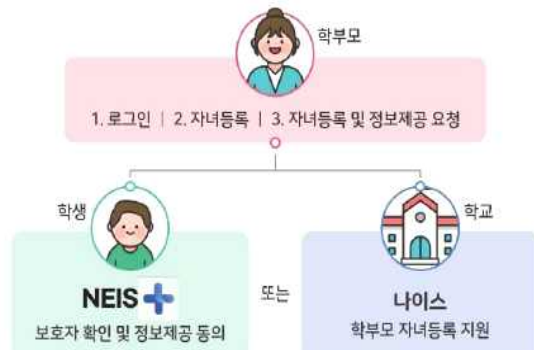 학부모
1. 로그인 | 2. 자녀등록 | 3. 자녀등록 및 정보제공 요청
학생
학교
NEIS+
또는
나이스
보호자 확인 및 정보제공 동의
학부모 자녀등록 지원